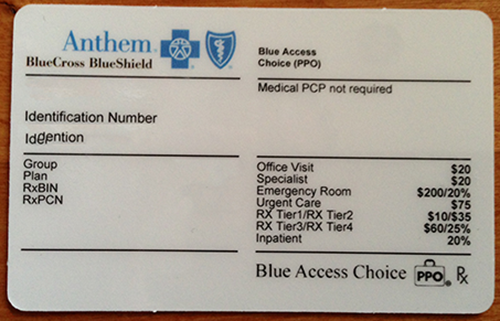 Anthem
BlueCross BlueShield
Blue Access
Choice (PPO)
Medical PCP not required
Identification Number
Group
Plan
RxBIN
RxPCN
Office Visit $20
Specialist $20
Emergency Room $200/20%
Urgent Care $75
RX Tier1/RX Tier2 $10/$35
RX Tier3/RX Tier4 $60/25%
Inpatient 20%
Blue Access Choice PPO Rx